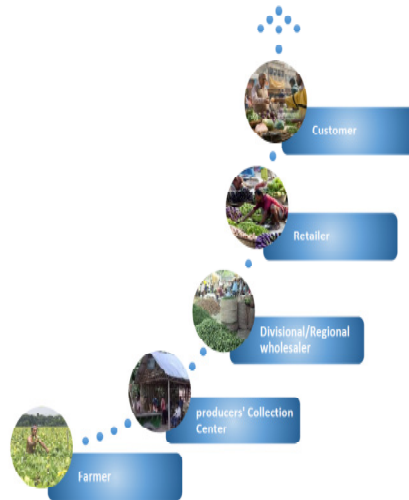 Customer
Retailer
Divisional/Regional
wholesaler
producers' Collection
Center
Farmer